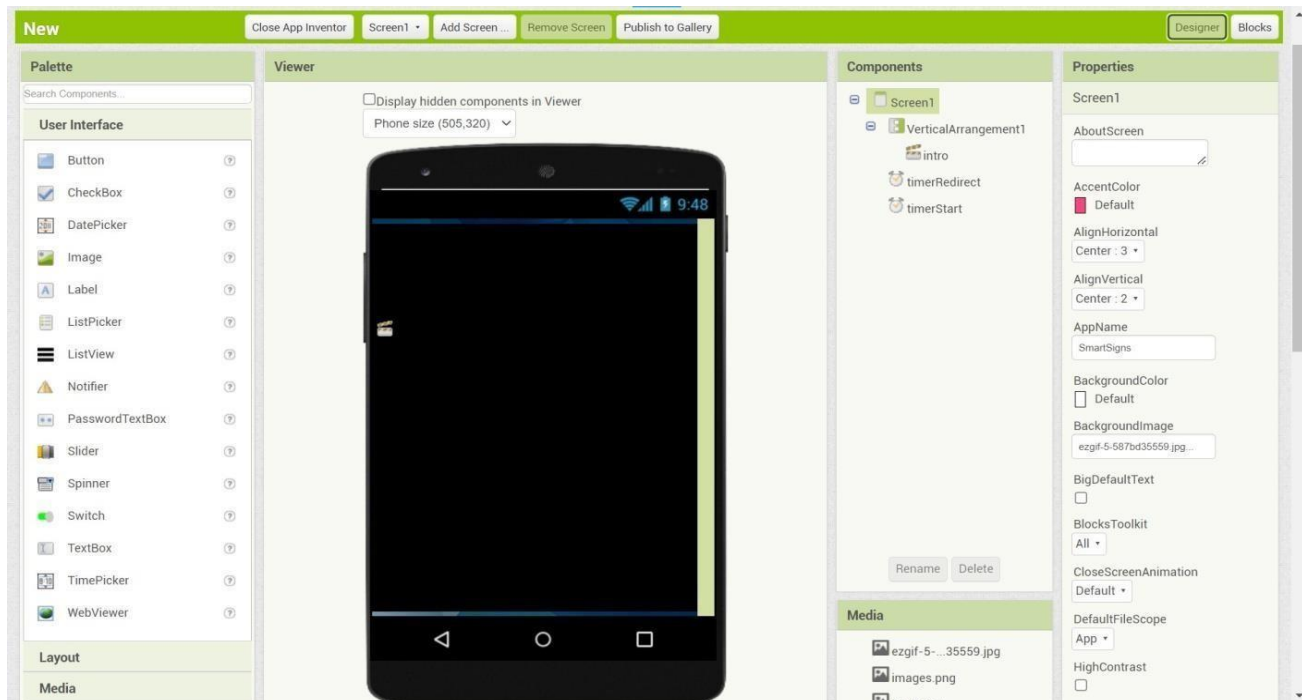 New
Close App Inventor
Screen1
Add Screen ...
Remove Screen
Publish to Gallery
Designer
Blocks
Palette
Search Components...
User Interface
Button
CheckBox
DatePicker
Image
Label
ListPicker
ListView
Notifier
PasswordTextBox
Slider
Spinner
Switch
TextBox
TimePicker
WebViewer
Layout
Media
Viewer
Display hidden components in Viewer
Phone size (505,320)
9:48
Components
Screen1
VerticalArrangement1
intro
timerRedirect
timerStart
Rename
Delete
Media
ezgif-5-...35559.jpg
images.png
Properties
Screen1
AboutScreen
AccentColor
Default
AlignHorizontal
Center : 3
AlignVertical
Center : 2
AppName
SmartSigns
BackgroundColor
Default
BackgroundImage
ezgif-5-587bd35559.jpg...
BigDefaultText
BlocksToolkit
All
CloseScreenAnimation
Default
DefaultFileScope
App
HighContrast